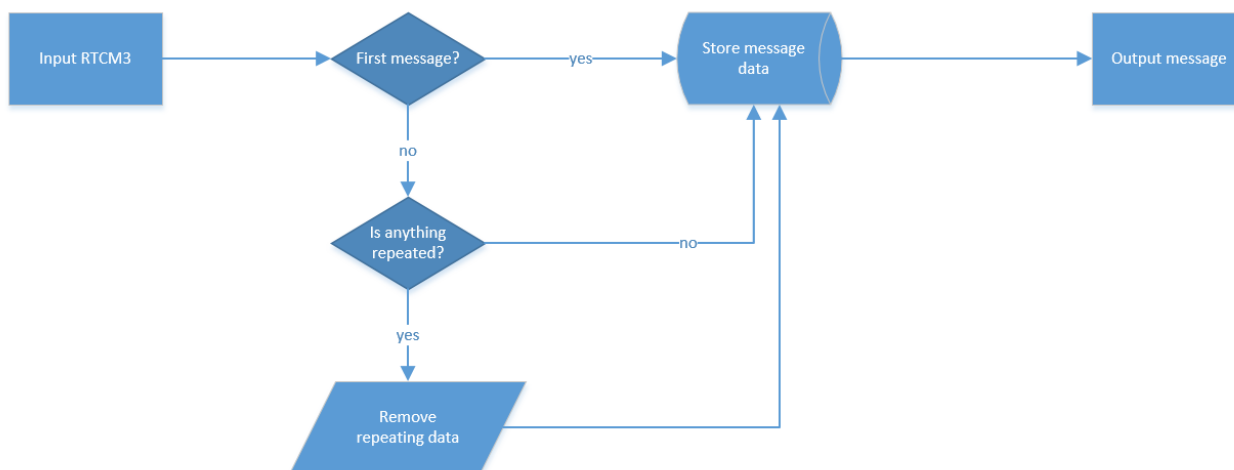 Input RTCM3
First message?
yes
Store message
data
Output message
no
Is anything
repeated?
no
yes
Remove
repeating data